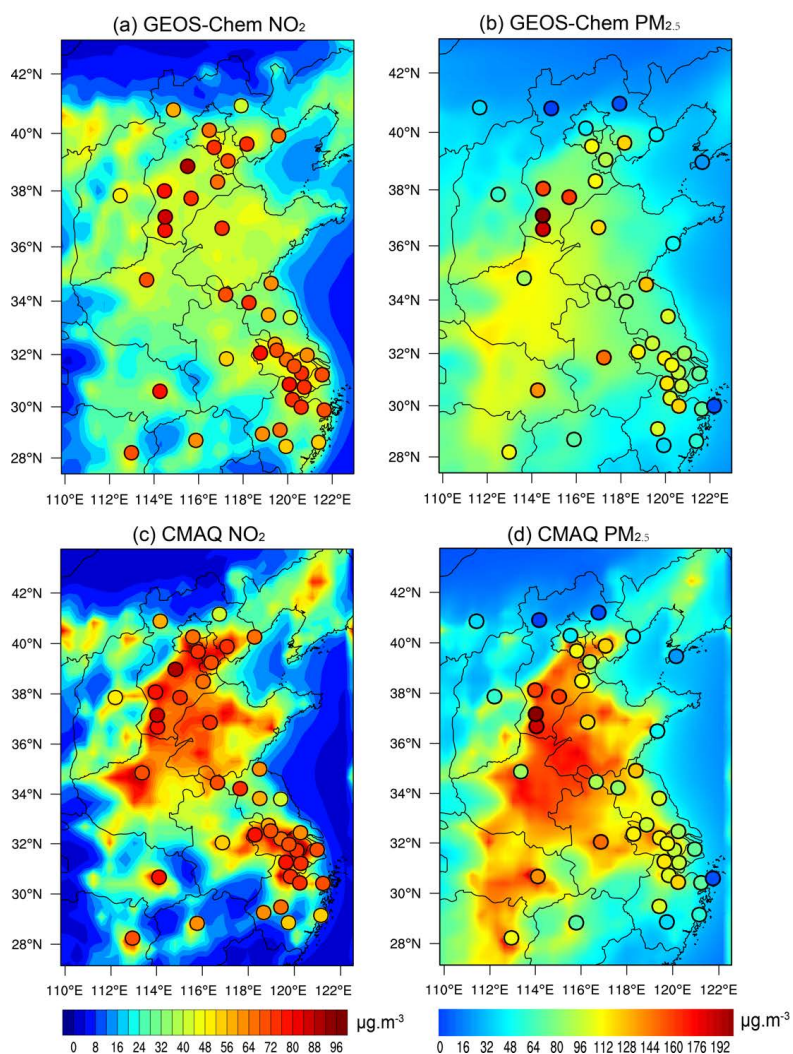 (a) GEOS-Chem NO2
(b) GEOS-Chem PM2.5
42°N
40°N
38°N
36°N
34°N
32°N
30°N
28°N
42°N
40°N
38°N
36°N
34°N
32°N
30°N
28°N
110°E 112°E 114°E 116°E 118°E 120°E 122°E
110°E 112°E 114°E 116°E 118°E 120°E 122°E
(c) CMAQ NO2
(d) CMAQ PM2.5
42°N
40°N
38°N
36°N
34°N
32°N
30°N
28°N
42°N
40°N
38°N
36°N
34°N
32°N
30°N
28°N
110°E 112°E 114°E 116°E 118°E 120°E 122°E
110°E 112°E 114°E 116°E 118°E 120°E 122°E
µg.m-3
0 8 16 24 32 40 48 56 64 72 80 88 96
µg.m-3
0 16 32 48 64 80 96 112 128 144 160 176 192